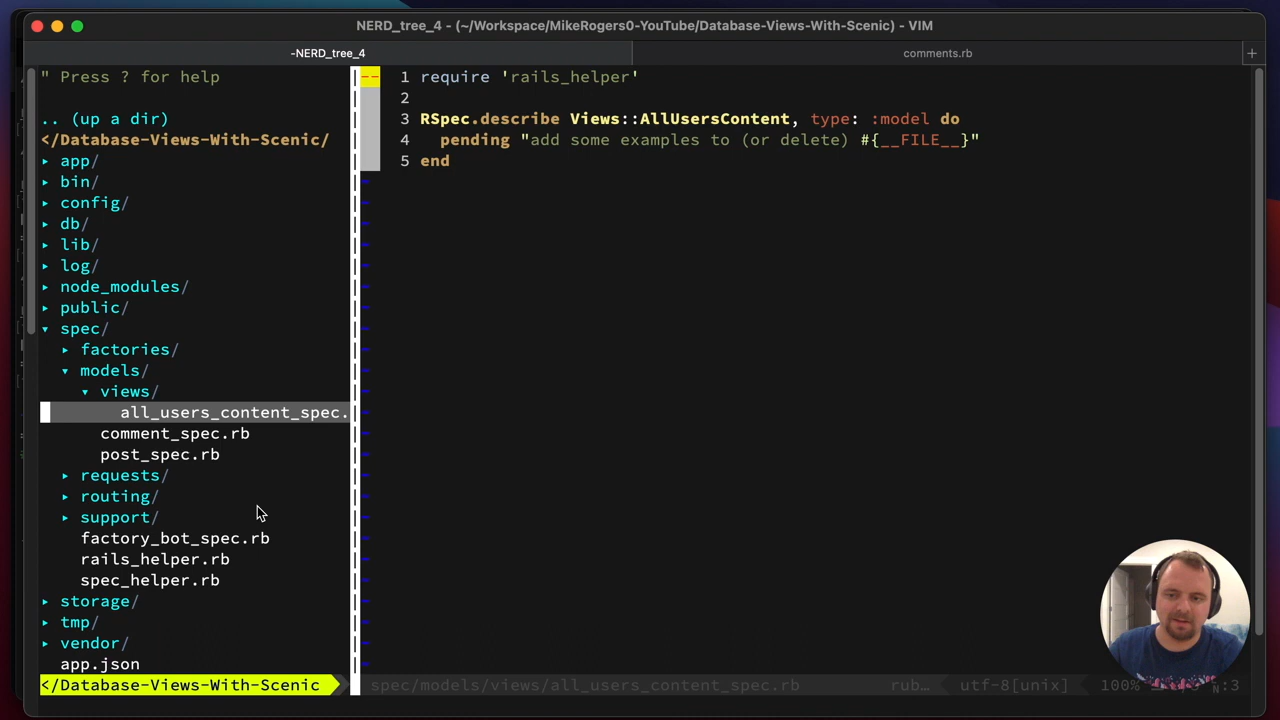 NERD_tree_4 - (~/Workspace/MikeRogers0-YouTube/Database-Views-With-Scenic) - VIM
-NERD_tree_4
comments.rb
+
" Press ? for help
.. (up a dir)
</Database-Views-With-Scenic/
▸ app/
▸ bin/
▸ config/
▸ db/
▸ lib/
▸ log/
▸ node_modules/
▸ public/
▾ spec/
▸ factories/
▾ models/
▾ views/
all_users_content_spec.
comment_spec.rb
post_spec.rb
▸ requests/
▸ routing/
▸ support/
factory_bot_spec.rb
rails_helper.rb
spec_helper.rb
▸ storage/
▸ tmp/
▸ vendor/
app.json
</Database-Views-With-Scenic
-- 1 require 'rails_helper'
2
3 RSpec.describe Views::AllUsersContent, type: :model do
4   pending "add some examples to (or delete) #{__FILE__}"
5 end
spec/models/views/all_users_content_spec.rb
rub… utf-8[unix] 100% :3